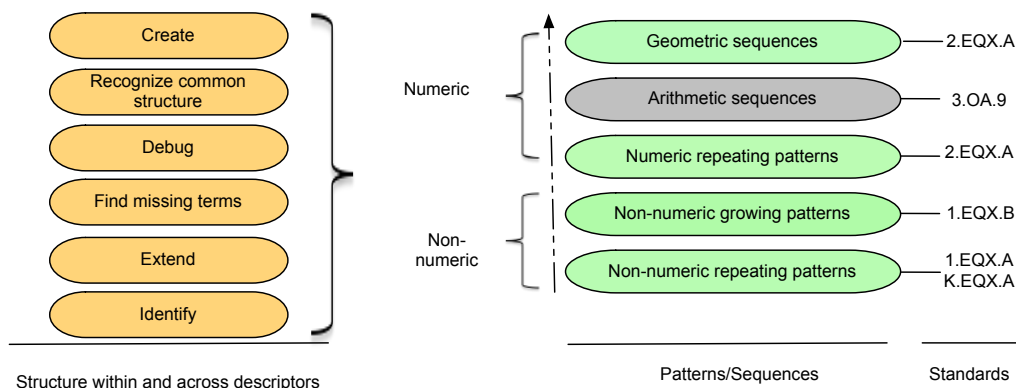 Create
Recognize common
structure
Debug
Find missing terms
Extend
Identify
Structure within and across descriptors
Numeric
Non-
numeric
Geometric sequences
2.EQX.A
Arithmetic sequences
3.OA.9
Numeric repeating patterns
2.EQX.A
Non-numeric growing patterns
1.EQX.B
Non-numeric repeating patterns
1.EQX.A
K.EQX.A
Patterns/Sequences
Standards